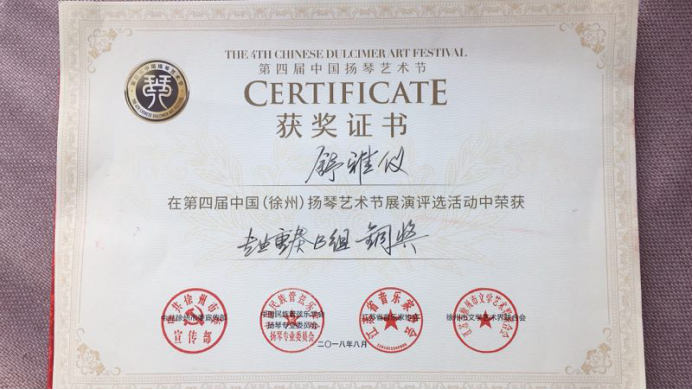 THE 4TH CHINESE DULCIMER ART FESTIVAL
第四届中国扬琴艺术节
CERTIFICATE
获奖证书
舒雅仪
在第四届中国(徐州)扬琴艺术节展演评选活动中荣获
专业重奏B组 铜奖
中共徐州市委宣传部
中国民族管弦乐学会
扬琴专业委员会
江苏省音乐家协会
徐州市文学艺术界联合会
二〇一八年八月